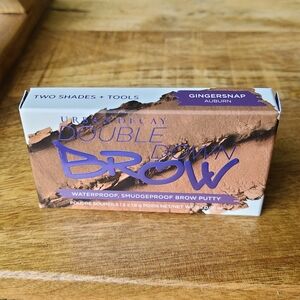 TWO SHADES + TOOLS
GINGERSNAP
AUBURN
URBAN DECAY
DOUBLE
DOWN
BROW
WATERPROOF, SMUDGEPROOF BROW PUTTY